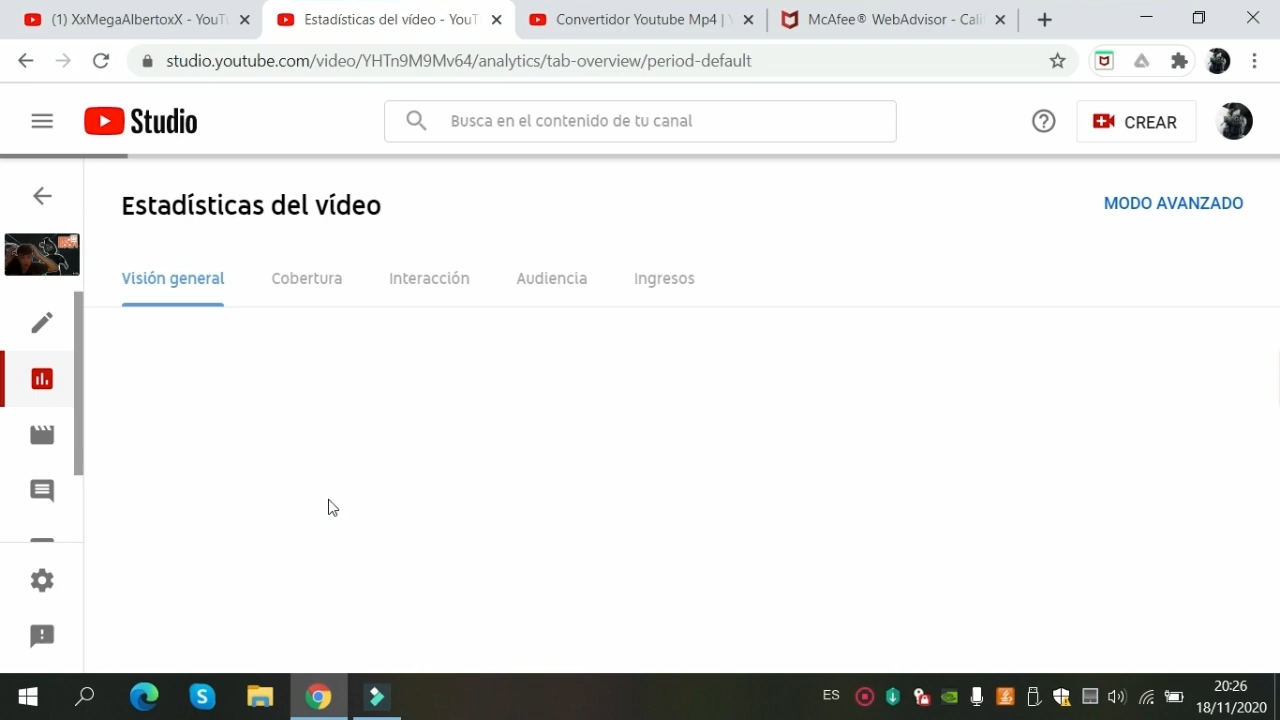 (1) XxMegaAlbertoxX - YouTu
Estadísticas del vídeo - YouT
Convertidor Youtube Mp4 | Y
McAfee® WebAdvisor - Cali
studio.youtube.com/video/YHTn9M9Mv64/analytics/tab-overview/period-default
Studio
Busca en el contenido de tu canal
CREAR
Estadísticas del vídeo
MODO AVANZADO
Visión general
Cobertura
Interacción
Audiencia
Ingresos
ES
20:26
18/11/2020